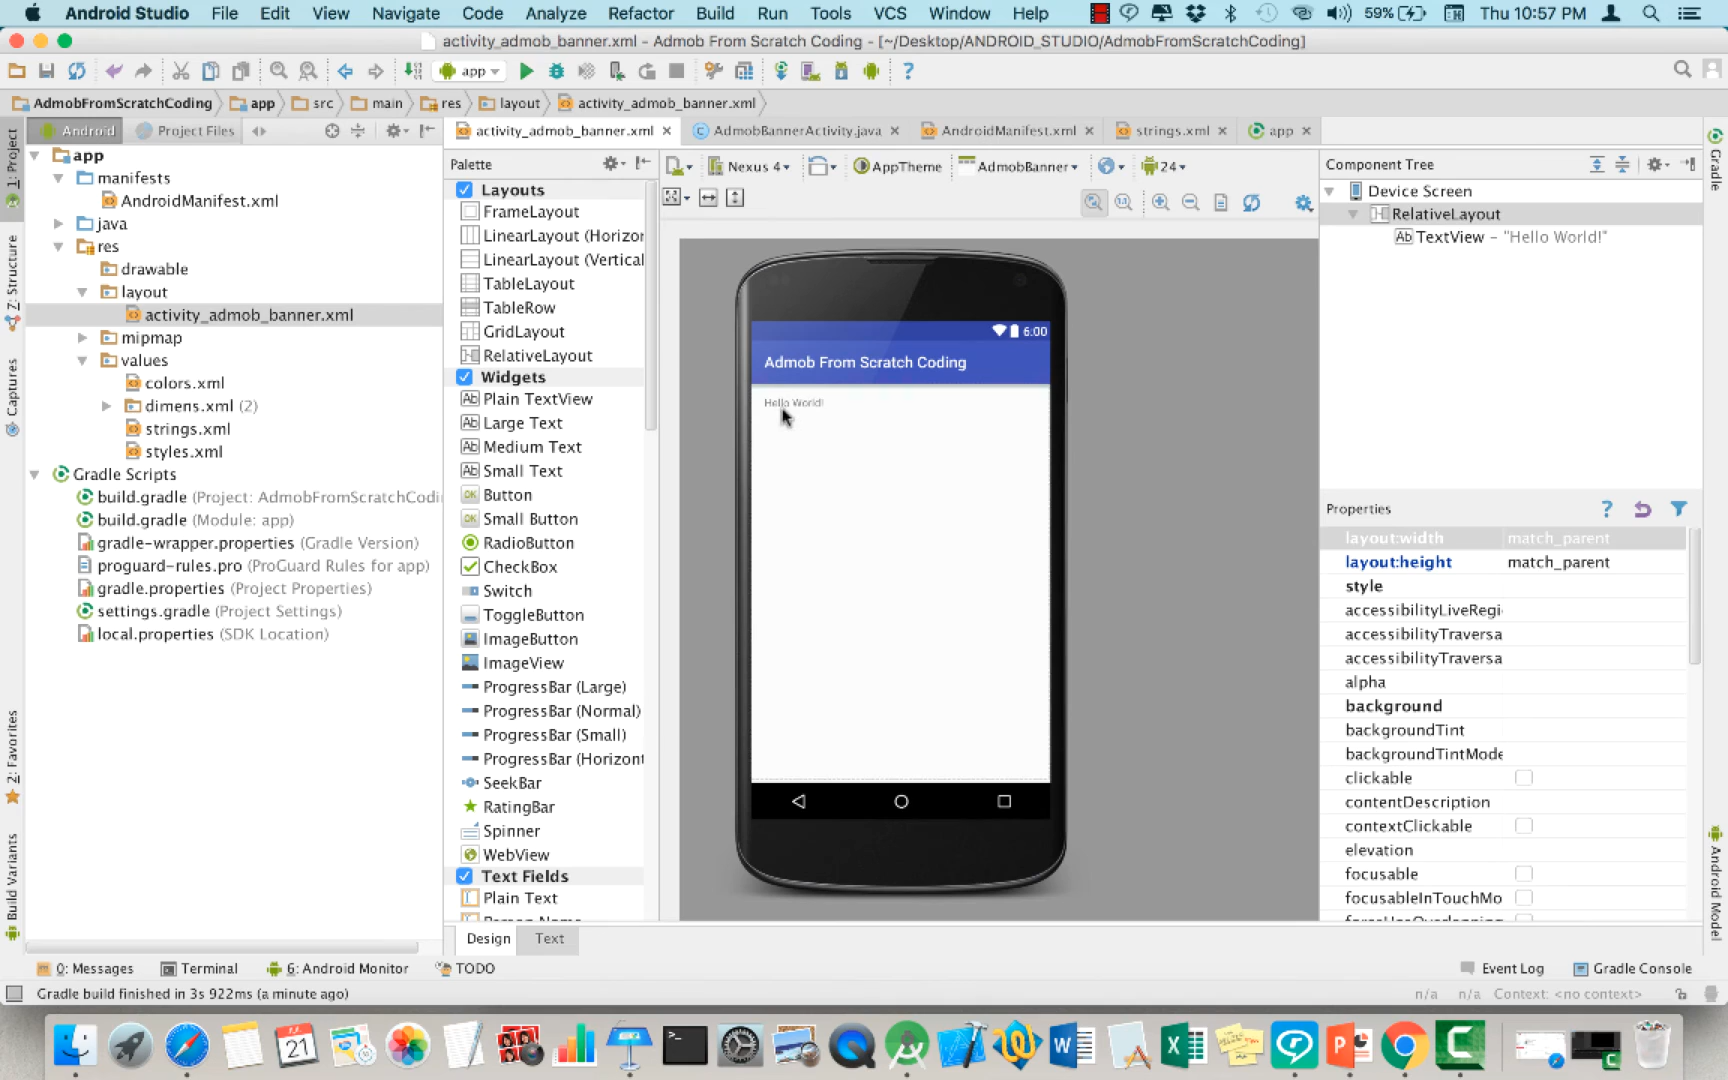 Android Studio File Edit View Navigate Code Analyze Refactor Build Run Tools VCS Window Help 59% Thu 10:57 PM
activity_admob_banner.xml - Admob From Scratch Coding - [~/Desktop/ANDROID_STUDIO/AdmobFromScratchCoding]
app
AdmobFromScratchCoding app src main res layout activity_admob_banner.xml
Android Project Files
activity_admob_banner.xml AdmobBannerActivity.java AndroidManifest.xml strings.xml app
1: Project
Z: Structure
Captures
2: Favorites
Build Variants
app
manifests
AndroidManifest.xml
java
res
drawable
layout
activity_admob_banner.xml
mipmap
values
colors.xml
dimens.xml (2)
strings.xml
styles.xml
Gradle Scripts
build.gradle (Project: AdmobFromScratchCodi
build.gradle (Module: app)
gradle-wrapper.properties (Gradle Version)
proguard-rules.pro (ProGuard Rules for app)
gradle.properties (Project Properties)
settings.gradle (Project Settings)
local.properties (SDK Location)
Palette
Layouts
FrameLayout
LinearLayout (Horizor
LinearLayout (Vertical
TableLayout
TableRow
GridLayout
RelativeLayout
Widgets
Plain TextView
Large Text
Medium Text
Small Text
Button
Small Button
RadioButton
CheckBox
Switch
ToggleButton
ImageButton
ImageView
ProgressBar (Large)
ProgressBar (Normal)
ProgressBar (Small)
ProgressBar (Horizont
SeekBar
RatingBar
Spinner
WebView
Text Fields
Plain Text
Nexus 4 AppTheme AdmobBanner 24
6:00
Admob From Scratch Coding
Hello World!
Design Text
Component Tree
Device Screen
RelativeLayout
Ab TextView - "Hello World!"
Properties
layout:width match_parent
layout:height match_parent
style
accessibilityLiveRegi
accessibilityTraversa
accessibilityTraversa
alpha
background
backgroundTint
backgroundTintMode
clickable
contentDescription
contextClickable
elevation
focusable
focusableInTouchMo
Gradle
Android Model
0: Messages Terminal 6: Android Monitor TODO Event Log Gradle Console
Gradle build finished in 3s 922ms (a minute ago) n/a n/a Context: <no context>
JUL
21